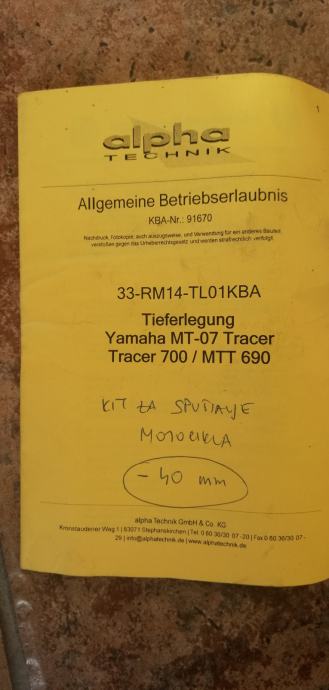 alpha
TECHNIK
Allgemeine Betriebserlaubnis
KBA-Nr.: 91670
Nachdruck, Fotokopie, auch auszugsweise, und Verwendung für ein anderes Bauteil,
verstoßen gegen das Urheberrechtsgesetz und werden strafrechtlich verfolgt.
33-RM14-TL01KBA
Tieferlegung
Yamaha MT-07 Tracer
Tracer 700 / MTT 690
KIT ZA SPUŠTANJE
MOTOCIKLA
- 40 mm
alpha Technik GmbH & Co. KG
Kronstaudener Weg 1 | 83071 Stephanskirchen | Tel. 0 80 36/30 07 -20 | Fax 0 80 36/30 07 -
29 | info@alphatechnik.de | www.alphatechnik.de